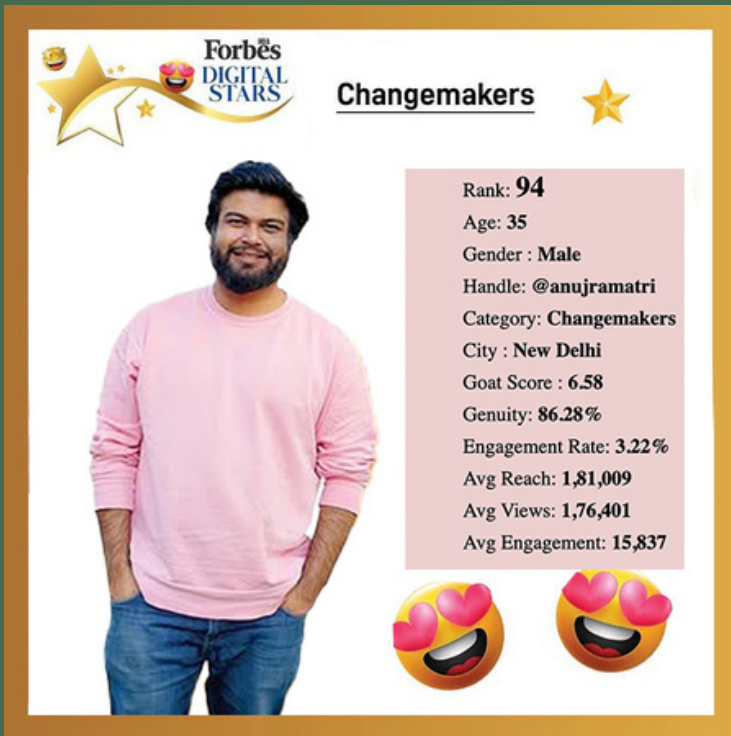 Forbes
INDIA
DIGITAL
STARS
Changemakers
Rank: 94
Age: 35
Gender : Male
Handle: @anujramatri
Category: Changemakers
City : New Delhi
Goat Score : 6.58
Genuity: 86.28%
Engagement Rate: 3.22%
Avg Reach: 1,81,009
Avg Views: 1,76,401
Avg Engagement: 15,837